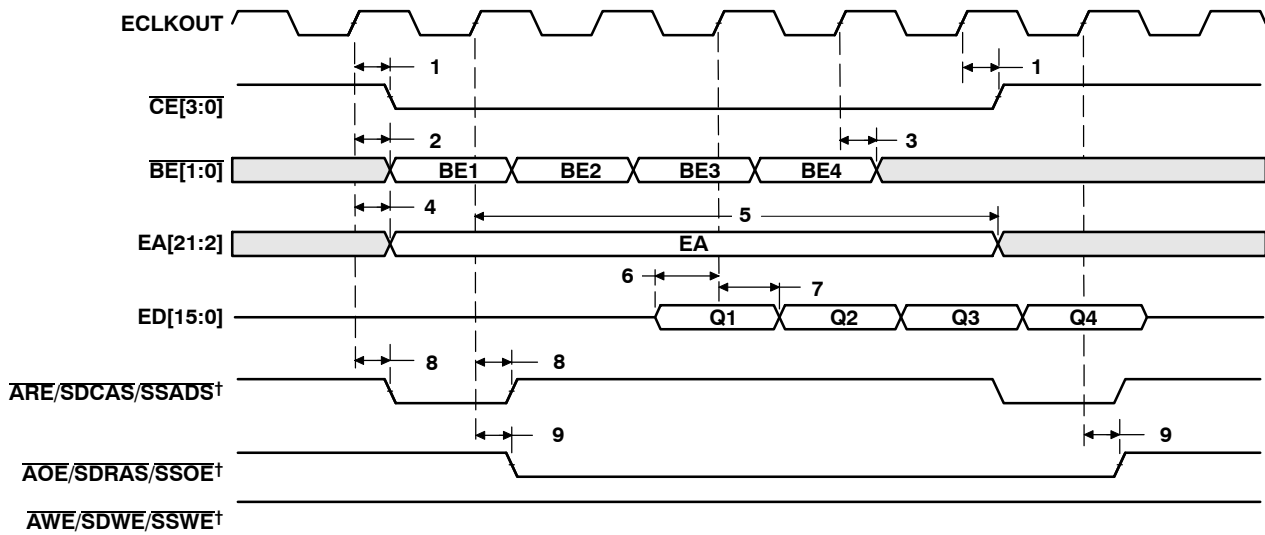 ECLKOUT
1 1
CE[3:0]
2 3
BE[1:0] BE1 BE2 BE3 BE4
4 5
EA[21:2] EA
6 7
ED[15:0] Q1 Q2 Q3 Q4
8 8
ARE/SDCAS/SSADS†
9 9
AOE/SDRAS/SSOE†
AWE/SDWE/SSWE†